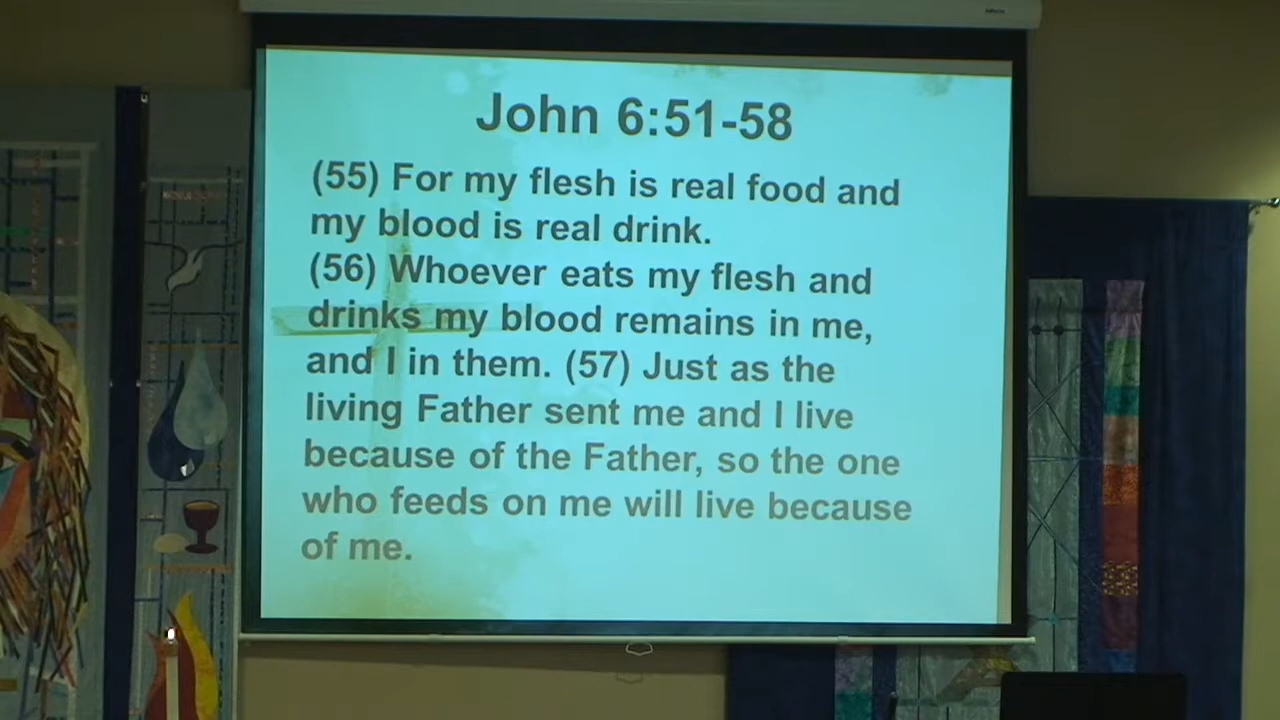 John 6:51-58
(55) For my flesh is real food and
my blood is real drink.
(56) Whoever eats my flesh and
drinks my blood remains in me,
and I in them. (57) Just as the
living Father sent me and I live
because of the Father, so the one
who feeds on me will live because
of me.